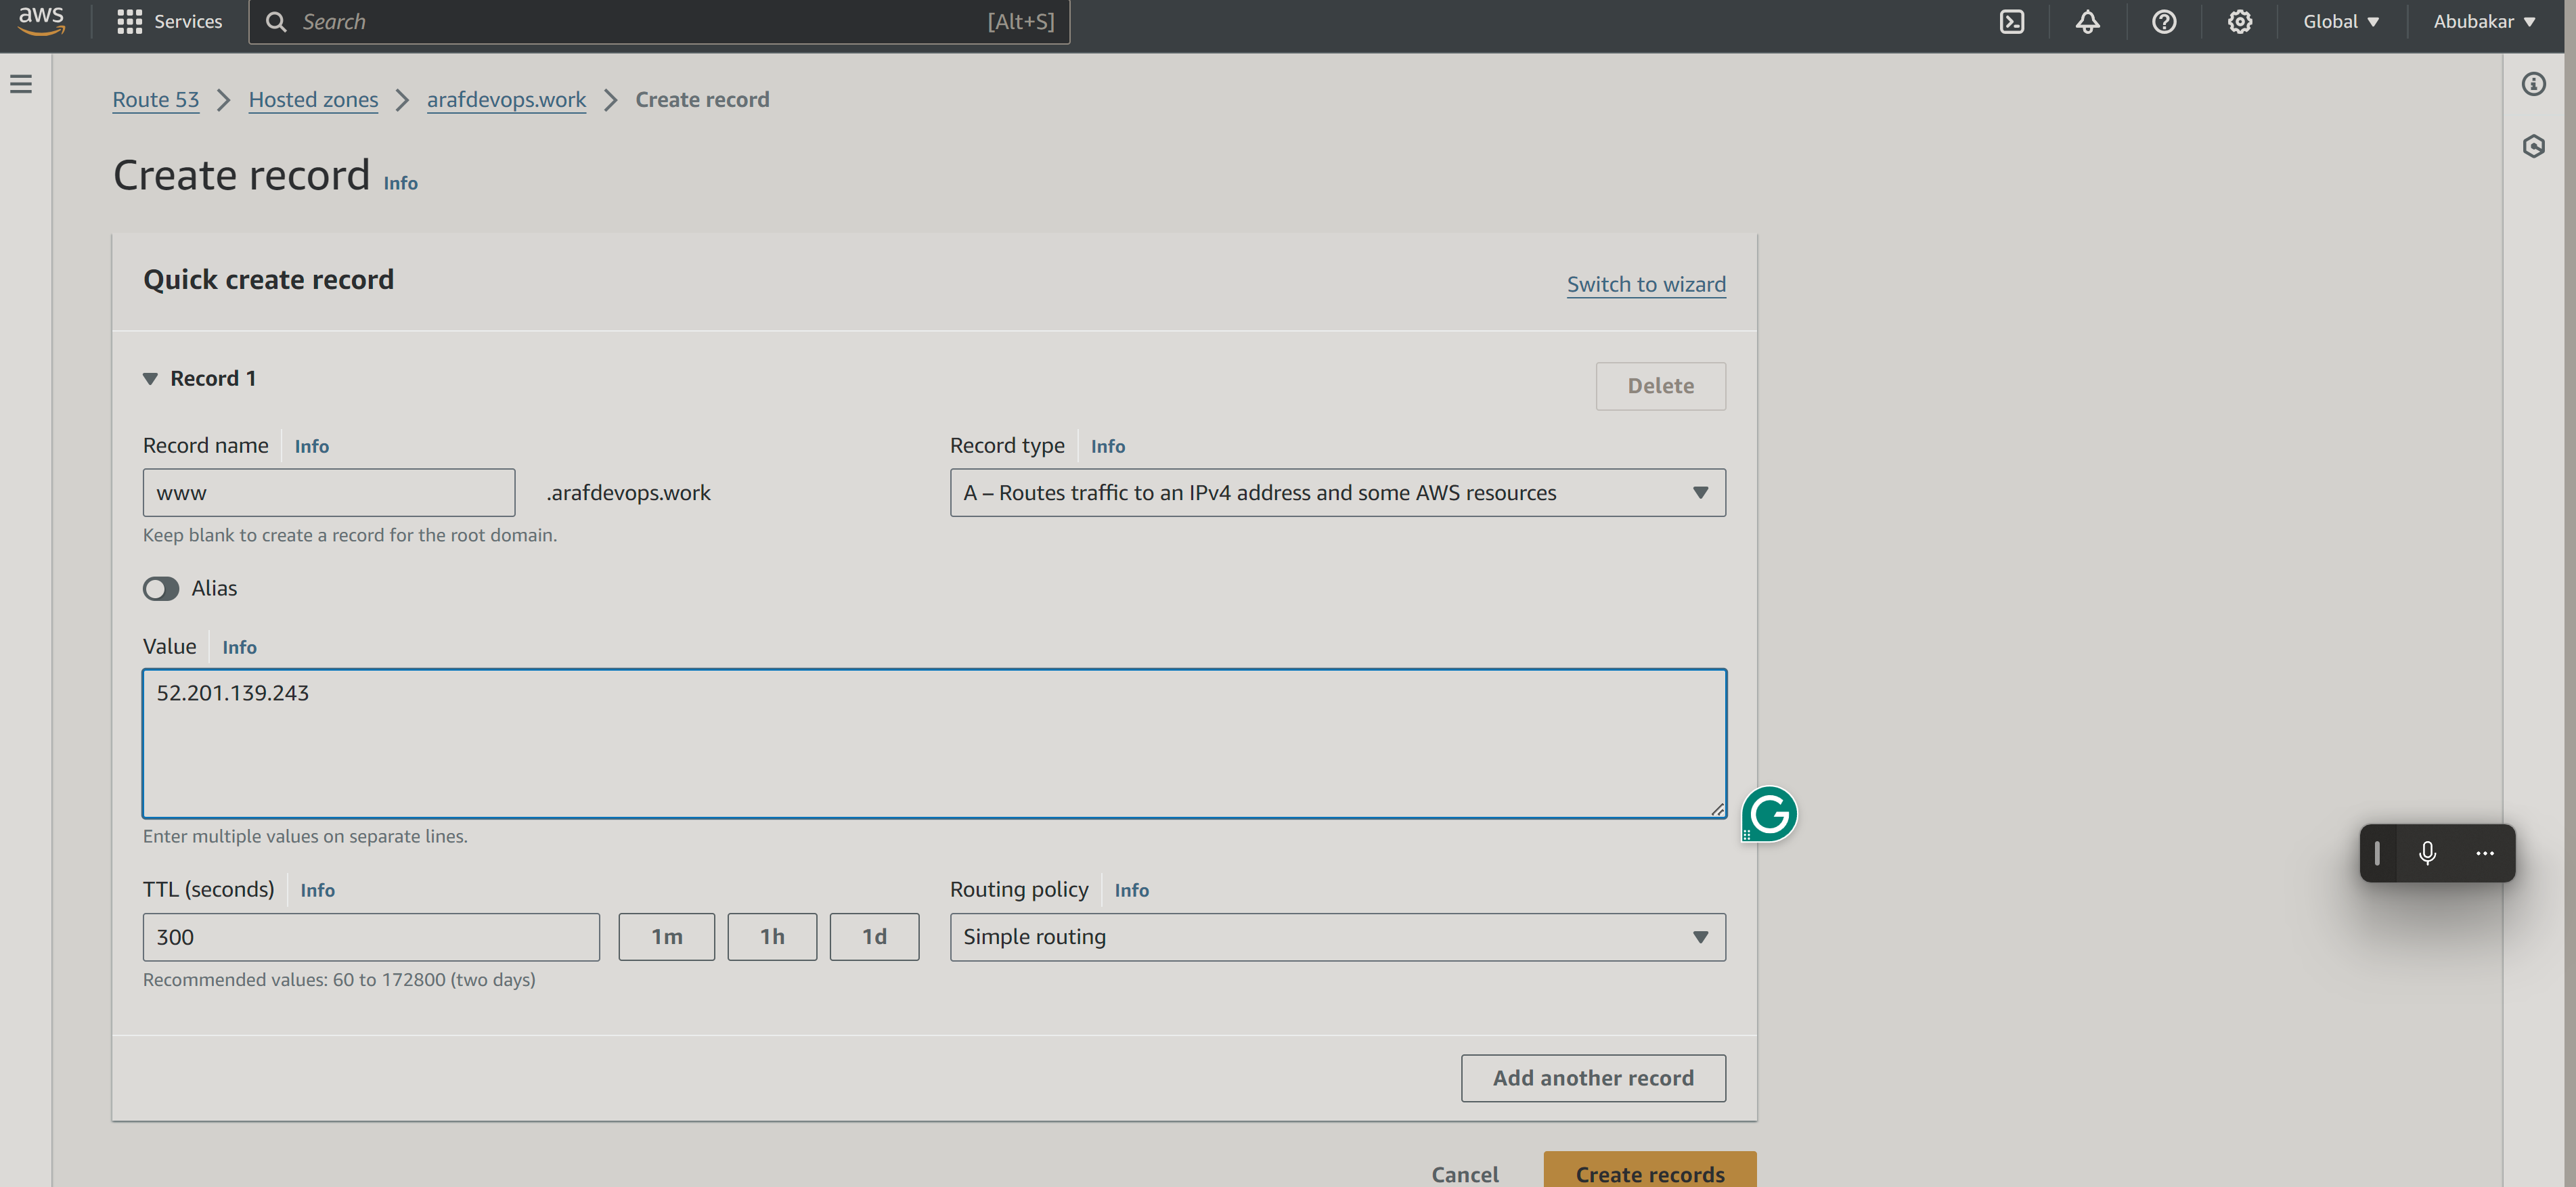 aws Services Search [Alt+S] Global Abubakar
Route 53 Hosted zones arafdevops.work Create record
Create record Info
Quick create record Switch to wizard
Record 1 Delete
Record name Info Record type Info
www .arafdevops.work A – Routes traffic to an IPv4 address and some AWS resources
Keep blank to create a record for the root domain.
Alias
Value Info
52.201.139.243
Enter multiple values on separate lines.
TTL (seconds) Info Routing policy Info
300 1m 1h 1d Simple routing
Recommended values: 60 to 172800 (two days)
Add another record
Cancel Create records